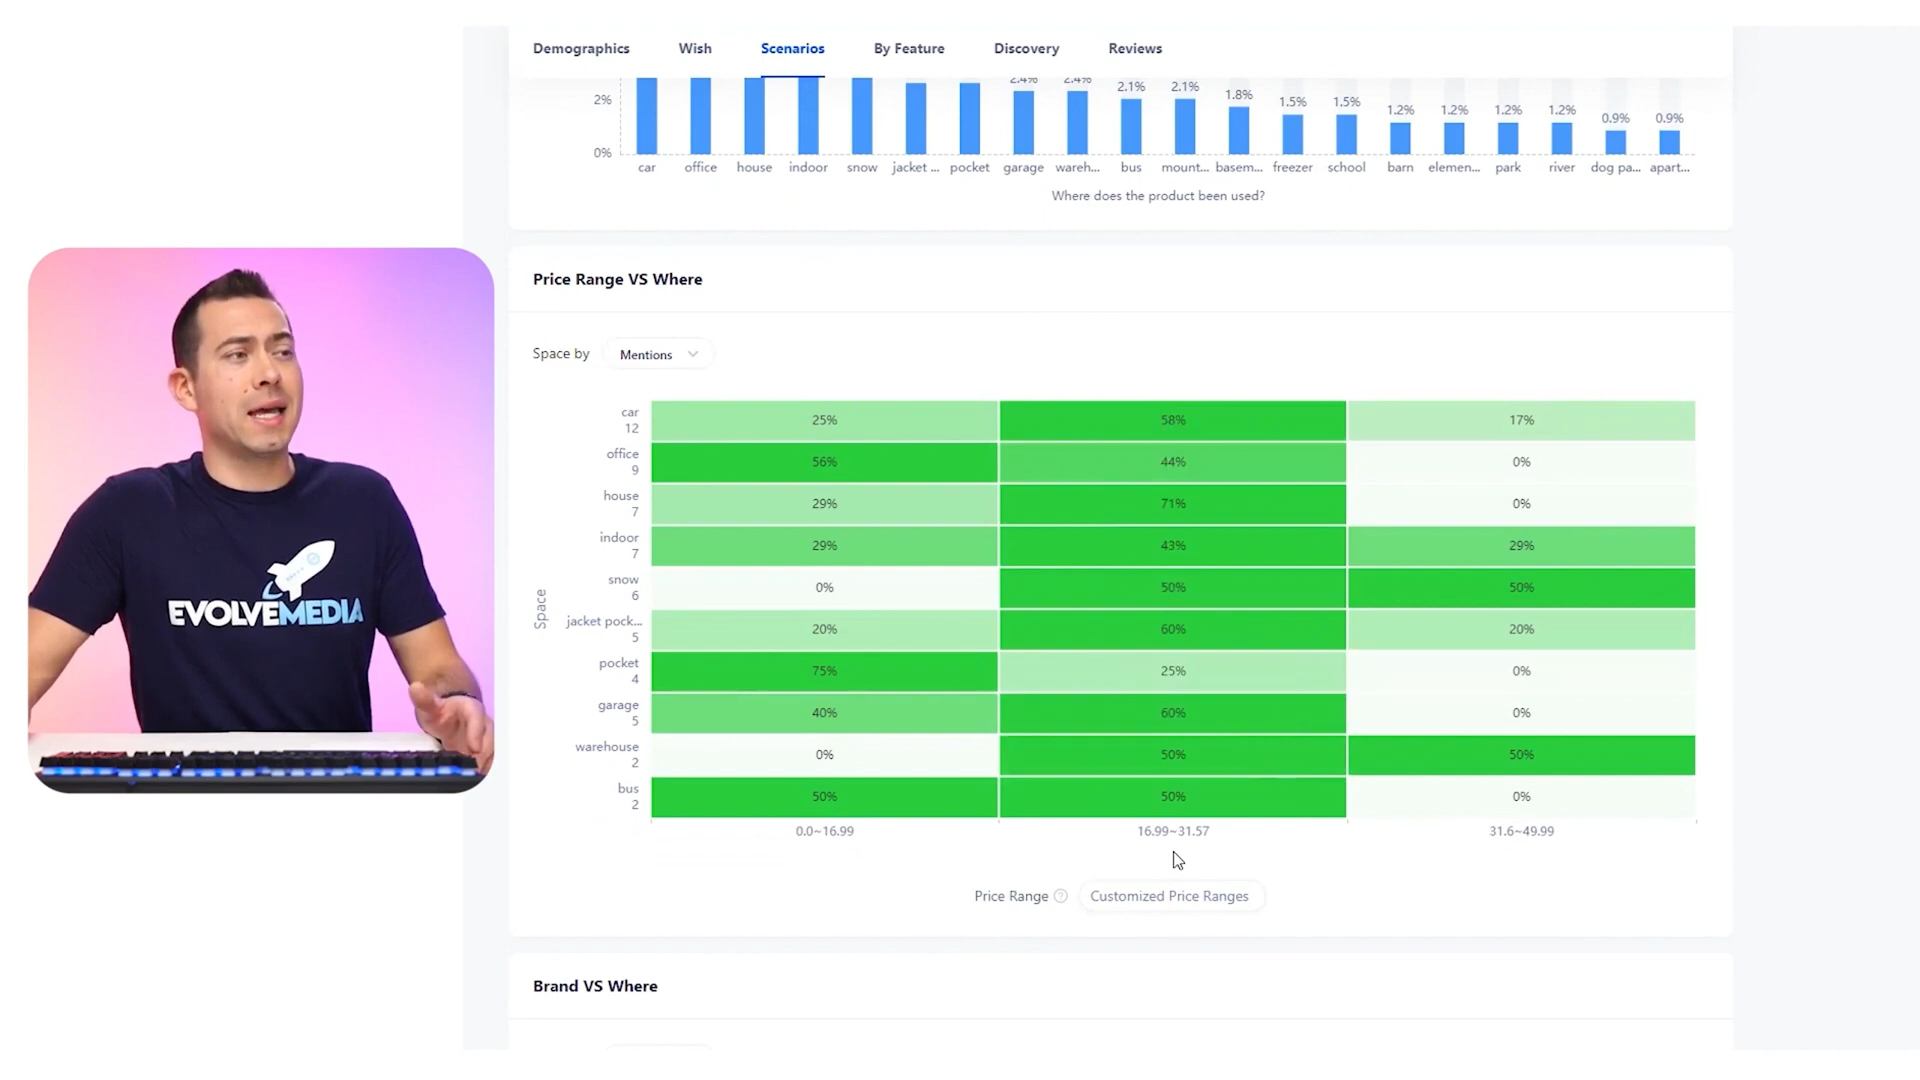 Demographics Wish Scenarios By Feature Discovery Reviews
2.4% 2.4% 2.1% 2.1% 1.8% 1.5% 1.5% 1.2% 1.2% 1.2% 1.2% 0.9% 0.9%
2%
0%
car office house indoor snow jacket ... pocket garage wareh... bus mount... basem... freezer school barn elemen... park river dog pa... apart...
Where does the product been used?
Price Range VS Where
Space by Mentions
car
12 25% 58% 17%
office
9 56% 44% 0%
house
7 29% 71% 0%
indoor
7 29% 43% 29%
snow
6 0% 50% 50%
jacket pock...
5 20% 60% 20%
pocket
4 75% 25% 0%
garage
5 40% 60% 0%
warehouse
2 0% 50% 50%
bus
2 50% 50% 0%
Space
0.0~16.99 16.99~31.57 31.6~49.99
Price Range ? Customized Price Ranges
Brand VS Where
EVOLVEMEDIA